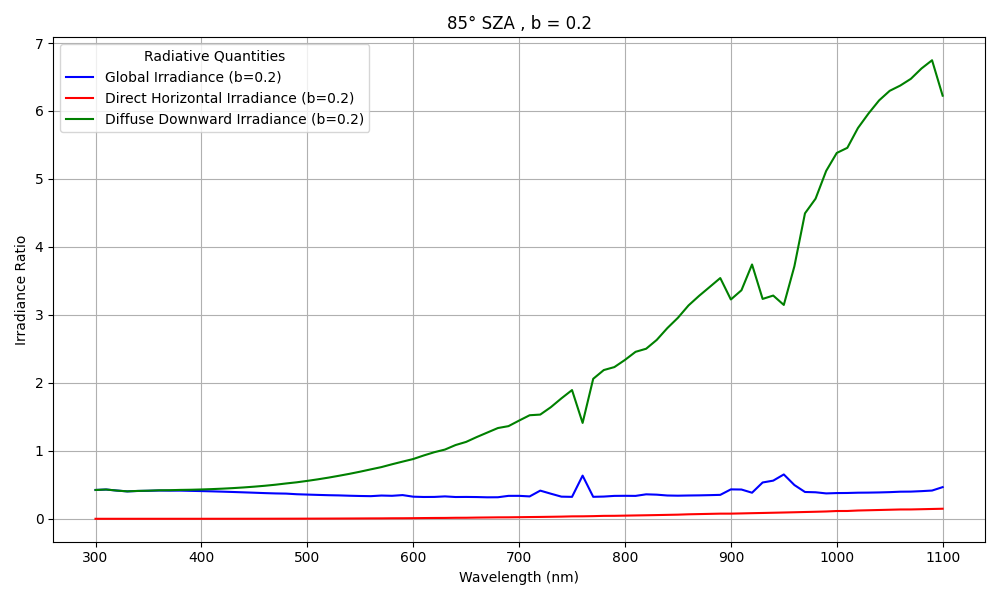 85° SZA , b = 0.2
Radiative Quantities
Global Irradiance (b=0.2)
Direct Horizontal Irradiance (b=0.2)
Diffuse Downward Irradiance (b=0.2)
Irradiance Ratio
7
6
5
4
3
2
1
0
300 400 500 600 700 800 900 1000 1100
Wavelength (nm)